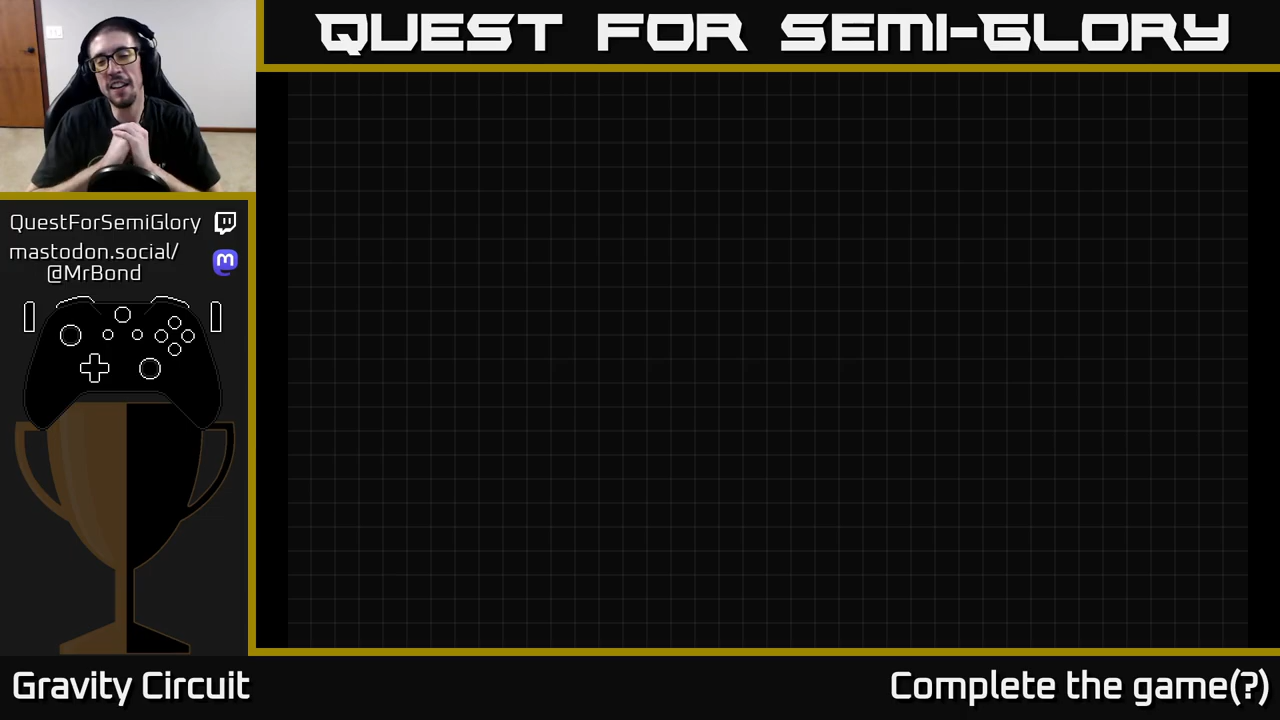 QUEST FOR SEMI-GLORY
QuestForSemiGlory
mastodon.social/
@MrBond
Gravity Circuit
Complete the game(?)